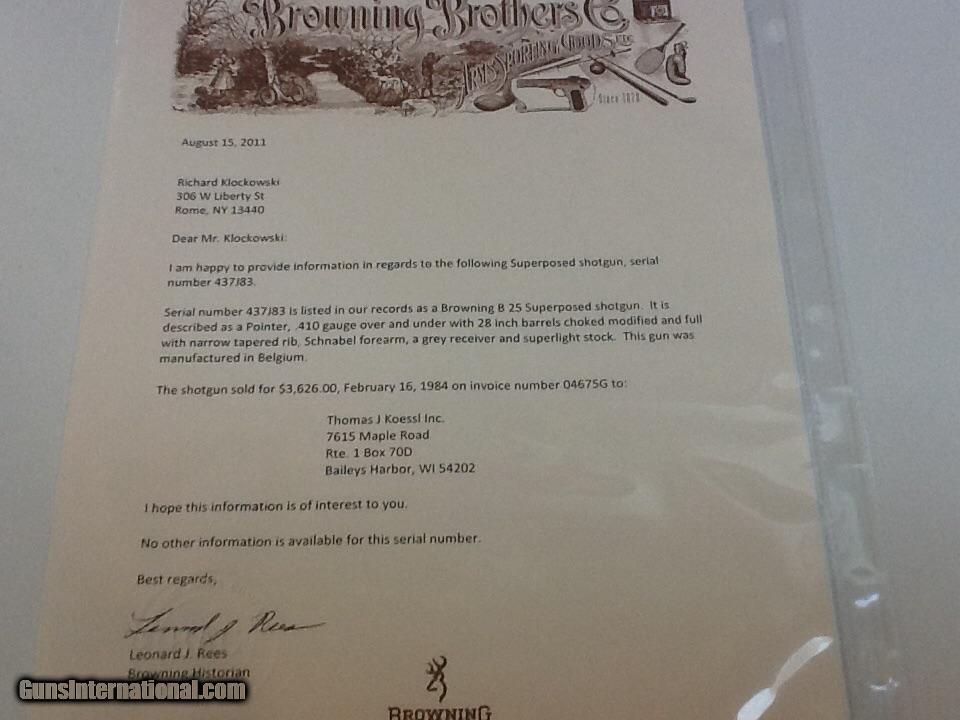 Browning Brothers Co.
ARMS, SPORTING GOODS, ETC.
Since 1878
August 15, 2011
Richard Klockowski
306 W Liberty St
Rome, NY 13440
Dear Mr. Klockowski:
I am happy to provide information in regards to the following Superposed shotgun, serial
number 437J83.
Serial number 437J83 is listed in our records as a Browning B 25 Superposed shotgun. It is
described as a Pointer, .410 gauge over and under with 28 inch barrels choked modified and full
with narrow tapered rib, Schnabel forearm, a grey receiver and superlight stock. This gun was
manufactured in Belgium.
The shotgun sold for $3,626.00, February 16, 1984 on invoice number 04675G to:
Thomas J Koessl Inc.
7615 Maple Road
Rte. 1 Box 70D
Baileys Harbor, WI 54202
I hope this information is of interest to you.
No other information is available for this serial number.
Best regards,
Leonard J. Rees
Leonard J. Rees
Browning Historian
GunsInternational.com
BROWNING